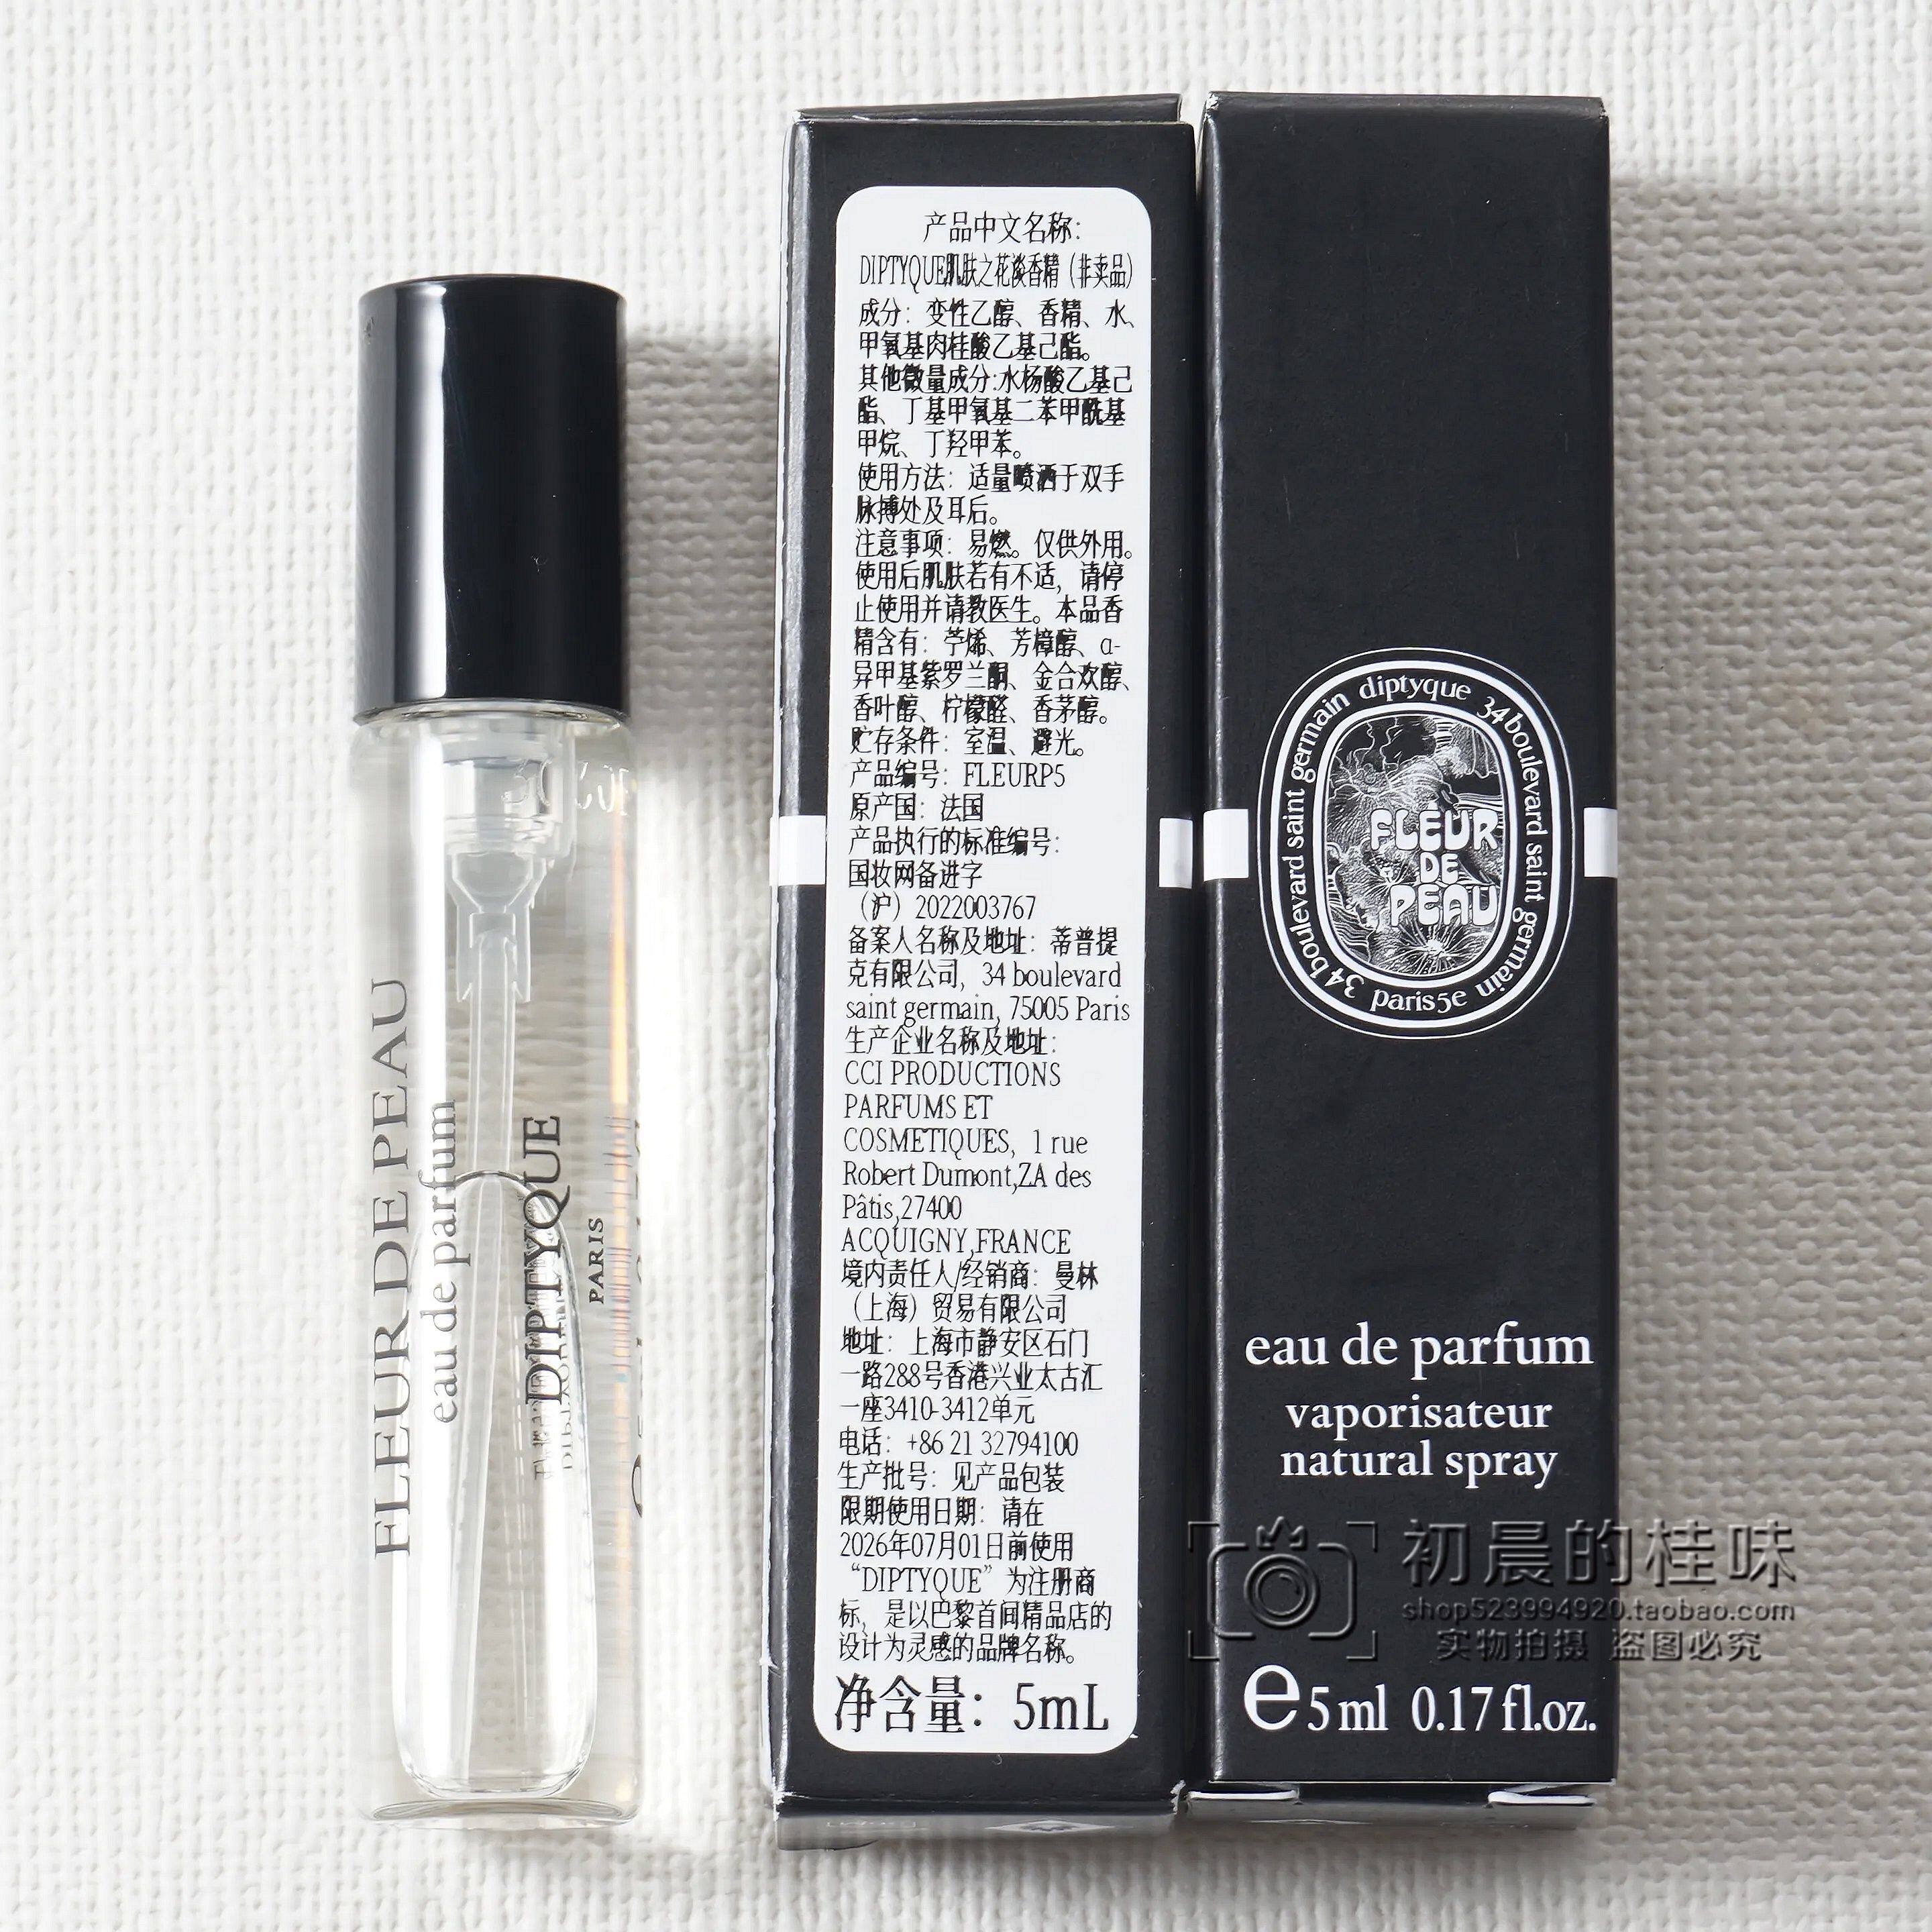 FLEUR DE PEAU
eau de parfum
DIPTYQUE
PARIS
产品中文名称：
DIPTYQUE肌肤之花淡香精（非卖品）
成分：变性乙醇、香精、水、
甲氧基肉桂酸乙基己酯。
其他微量成分:水杨酸乙基己
酯、丁基甲氧基二苯甲酰基
甲烷、丁羟甲苯。
使用方法：适量喷洒于双手
脉搏处及耳后。
注意事项：易燃。仅供外用。
使用后肌肤若有不适，请停
止使用并请教医生。本品香
精含有：苧烯、芳樟醇、α-
异甲基紫罗兰酮、金合欢醇、
香叶醇、柠檬醛、香茅醇。
贮存条件：室温、避光。
产品编号：FLEURP5
原产国：法国
产品执行的标准编号：
国妆网备进字
（沪）2022003767
备案人名称及地址：蒂普提
克有限公司，34 boulevard
saint germain, 75005 Paris
生产企业名称及地址：
CCI PRODUCTIONS
PARFUMS ET
COSMETIQUES，1 rue
Robert Dumont,ZA des
Pâtis,27400
ACQUIGNY,FRANCE
境内责任人/经销商：曼林
（上海）贸易有限公司
地址：上海市静安区石门
一路288号香港兴业太古汇
一座3410-3412单元
电话：+86 21 32794100
生产批号：见产品包装
限期使用日期：请在
2026年07月01日前使用
“DIPTYQUE”为注册商
标，是以巴黎首间精品店的
设计为灵感的品牌名称。
净含量：5mL
diptyque 34 boulevard saint germain paris5e 34 boulevard saint germain
FLEUR
DE
PEAU
eau de parfum
vaporisateur
natural spray
初晨的桂味
shop523994920.taobao.com
实物拍摄 盗图必究
e 5 ml 0.17 fl.oz.